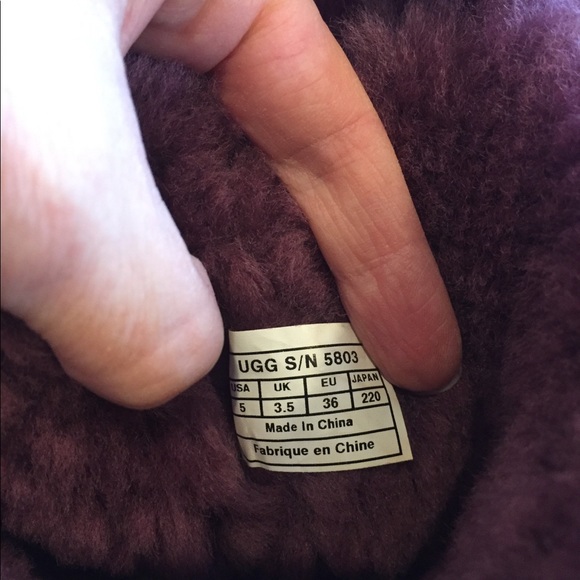 UGG S/N 5803
USA UK EU JAPAN
5 3.5 36 220
Made In China
Fabrique en Chine